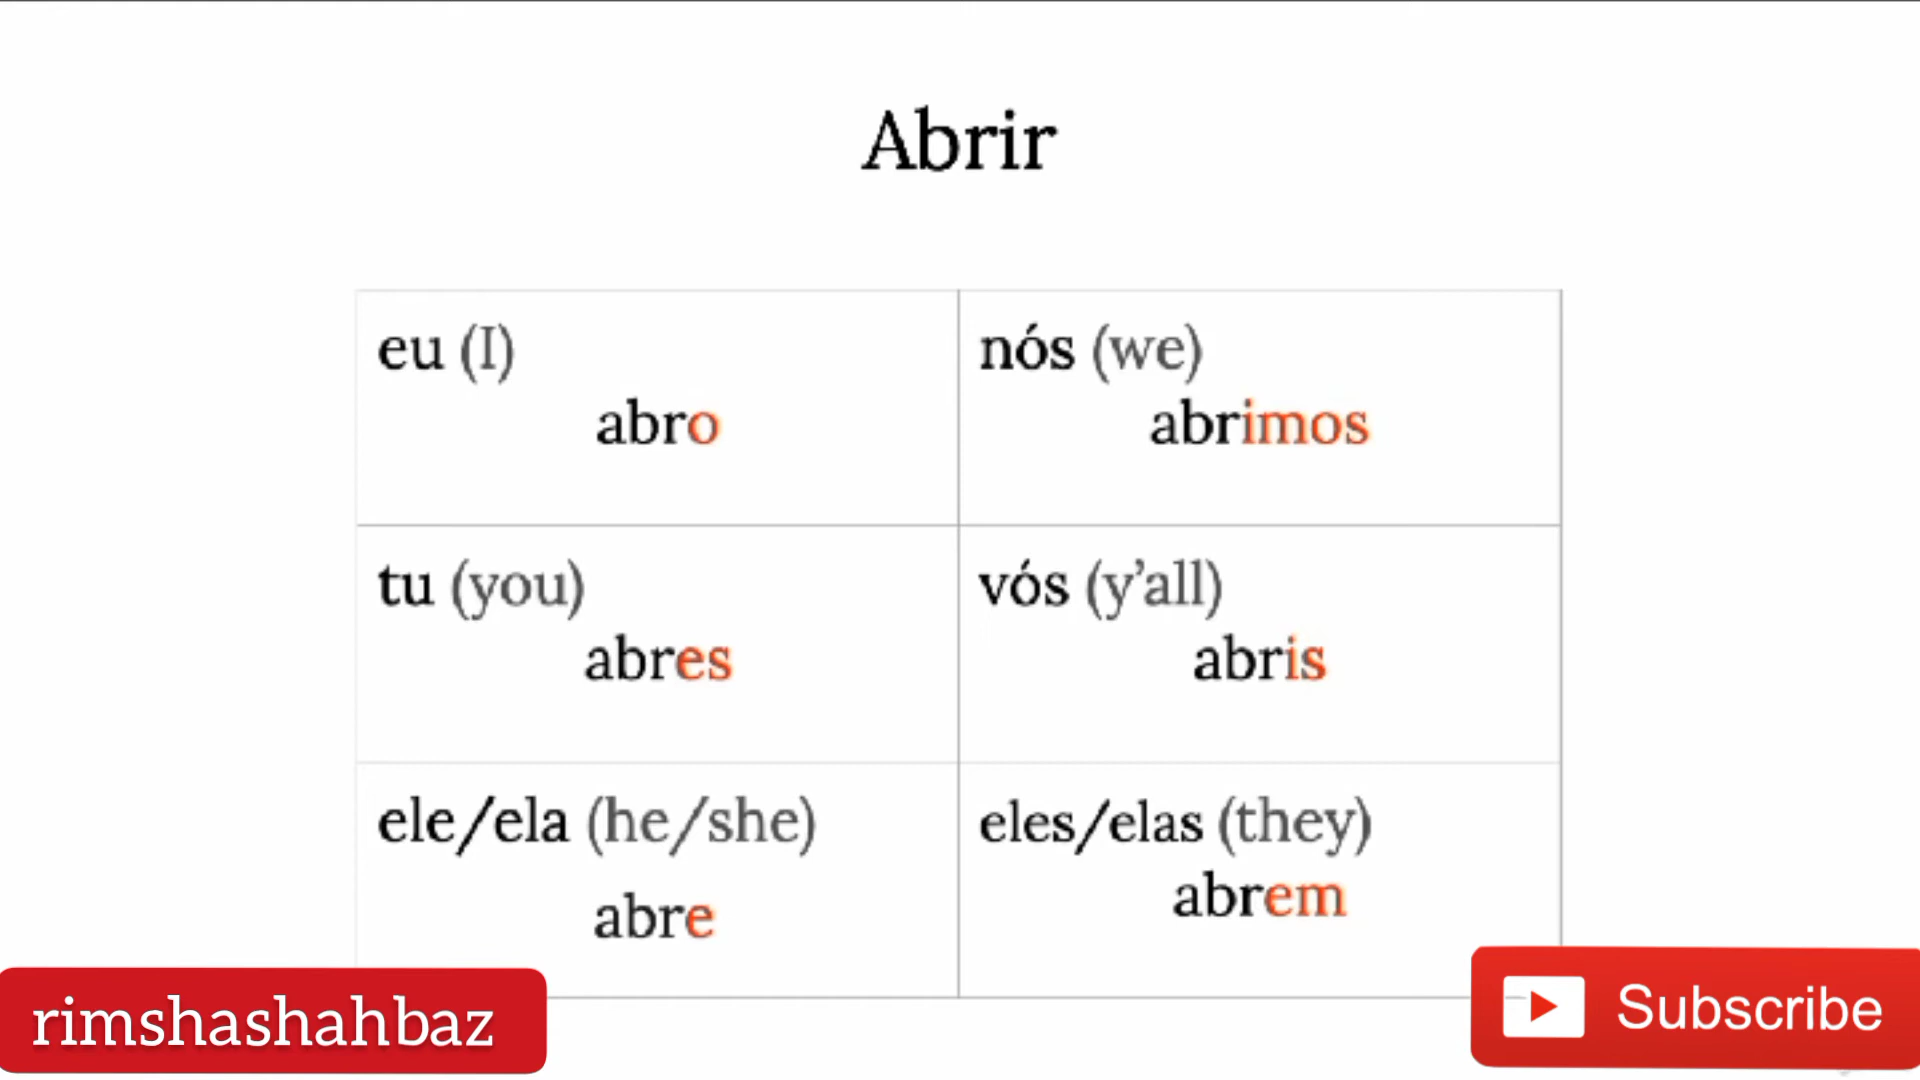 Abrir
eu (I)
abro
nós (we)
abrimos
tu (you)
abres
vós (y’all)
abris
ele/ela (he/she)
abre
eles/elas (they)
abrem
rimshashahbaz
Subscribe